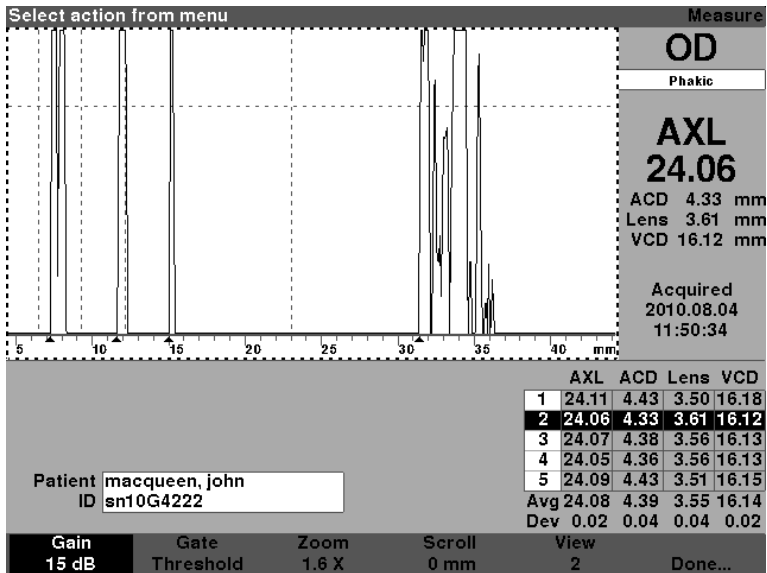 Select action from menu Measure
OD
Phakic
AXL
24.06
ACD 4.33 mm
Lens 3.61 mm
VCD 16.12 mm
Acquired
2010.08.04
11:50:34
5 10 15 20 25 30 35 40 mm
AXL ACD Lens VCD
1 24.11 4.43 3.50 16.18
2 24.06 4.33 3.61 16.12
3 24.07 4.38 3.56 16.13
4 24.05 4.36 3.56 16.13
5 24.09 4.43 3.51 16.15
Avg 24.08 4.39 3.55 16.14
Dev 0.02 0.04 0.04 0.02
Patient macqueen, john
ID sn10G4222
Gain Gate Zoom Scroll View
15 dB Threshold 1.6 X 0 mm 2 Done...